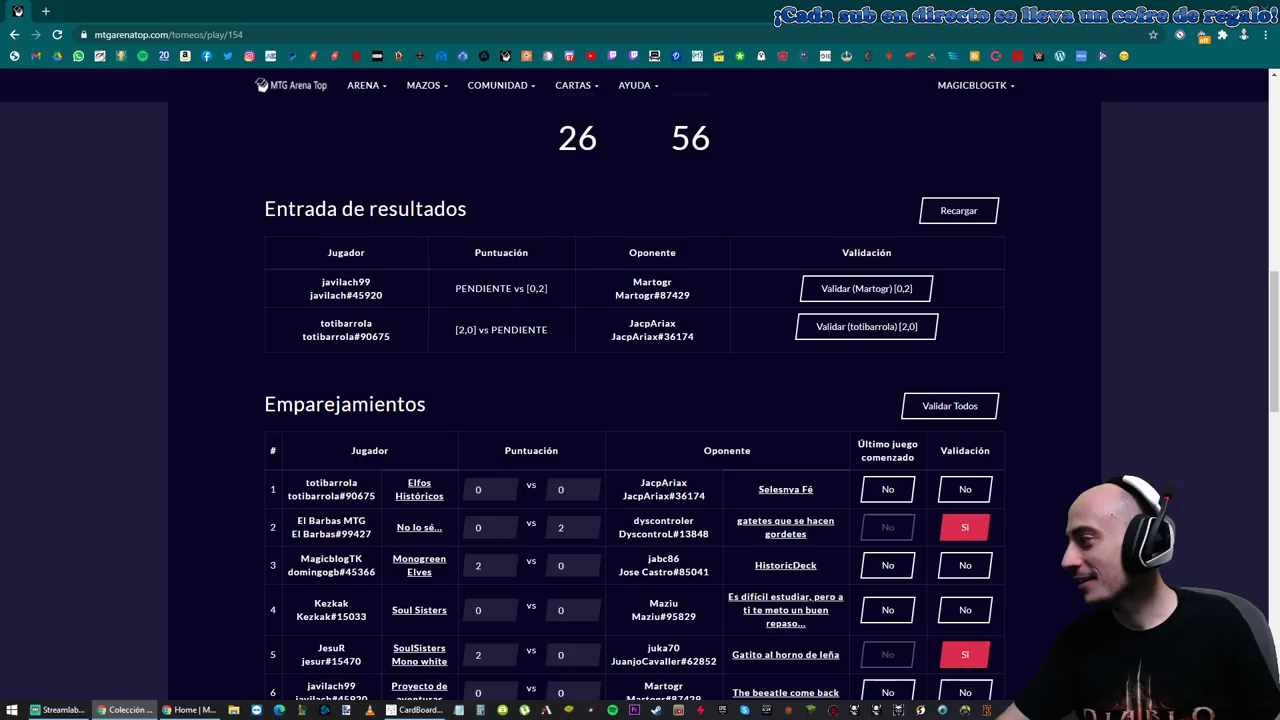 ¡Cada sub en directo se lleva un cofre de regalo!
mtgarenatop.com/torneos/play/154
MTG Arena Top
ARENA
MAZOS
COMUNIDAD
CARTAS
AYUDA
MAGICBLOGTK
26 56
Entrada de resultados
Recargar
Jugador Puntuación Oponente Validación
javilach99
javilach#45920
PENDIENTE vs [0,2]
Martogr
Martogr#87429
Validar (Martogr) [0,2]
totibarrola
totibarrola#90675
[2,0] vs PENDIENTE
JacpAriax
JacpAriax#36174
Validar (totibarrola) [2,0]
Emparejamientos
Validar Todos
# Jugador Puntuación Oponente
Último juego
comenzado
Validación
1
totibarrola
totibarrola#90675
Elfos
Históricos
0 vs 0
JacpAriax
JacpAriax#36174
Selesnya Fé
No No
2
El Barbas MTG
El Barbas#99427
No lo sé...
0 vs 2
dyscontroler
DyscontroL#13848
gatetes que se hacen
gordetes
No Si
3
MagicblogTK
domingogb#45366
Monogreen
Elves
2 vs 0
jabc86
Jose Castro#85041
HistoricDeck
No No
4
Kezkak
Kezkak#15033
Soul Sisters
0 vs 0
Maziu
Maziu#95829
Es difícil estudiar, pero a
ti te meto un buen
repaso...
No No
5
JesuR
jesur#15470
SoulSisters
Mono white
2 vs 0
juka70
JuanjoCavaller#62852
Gatito al horno de leña
No Si
6
javilach99
javilach#45920
Proyecto de
aventuras
0 vs 0
Martogr
Martogr#87429
The beeatle come back
No No
Streamlab...
Colección ...
Home | M...
CardBoard...
DIABLO